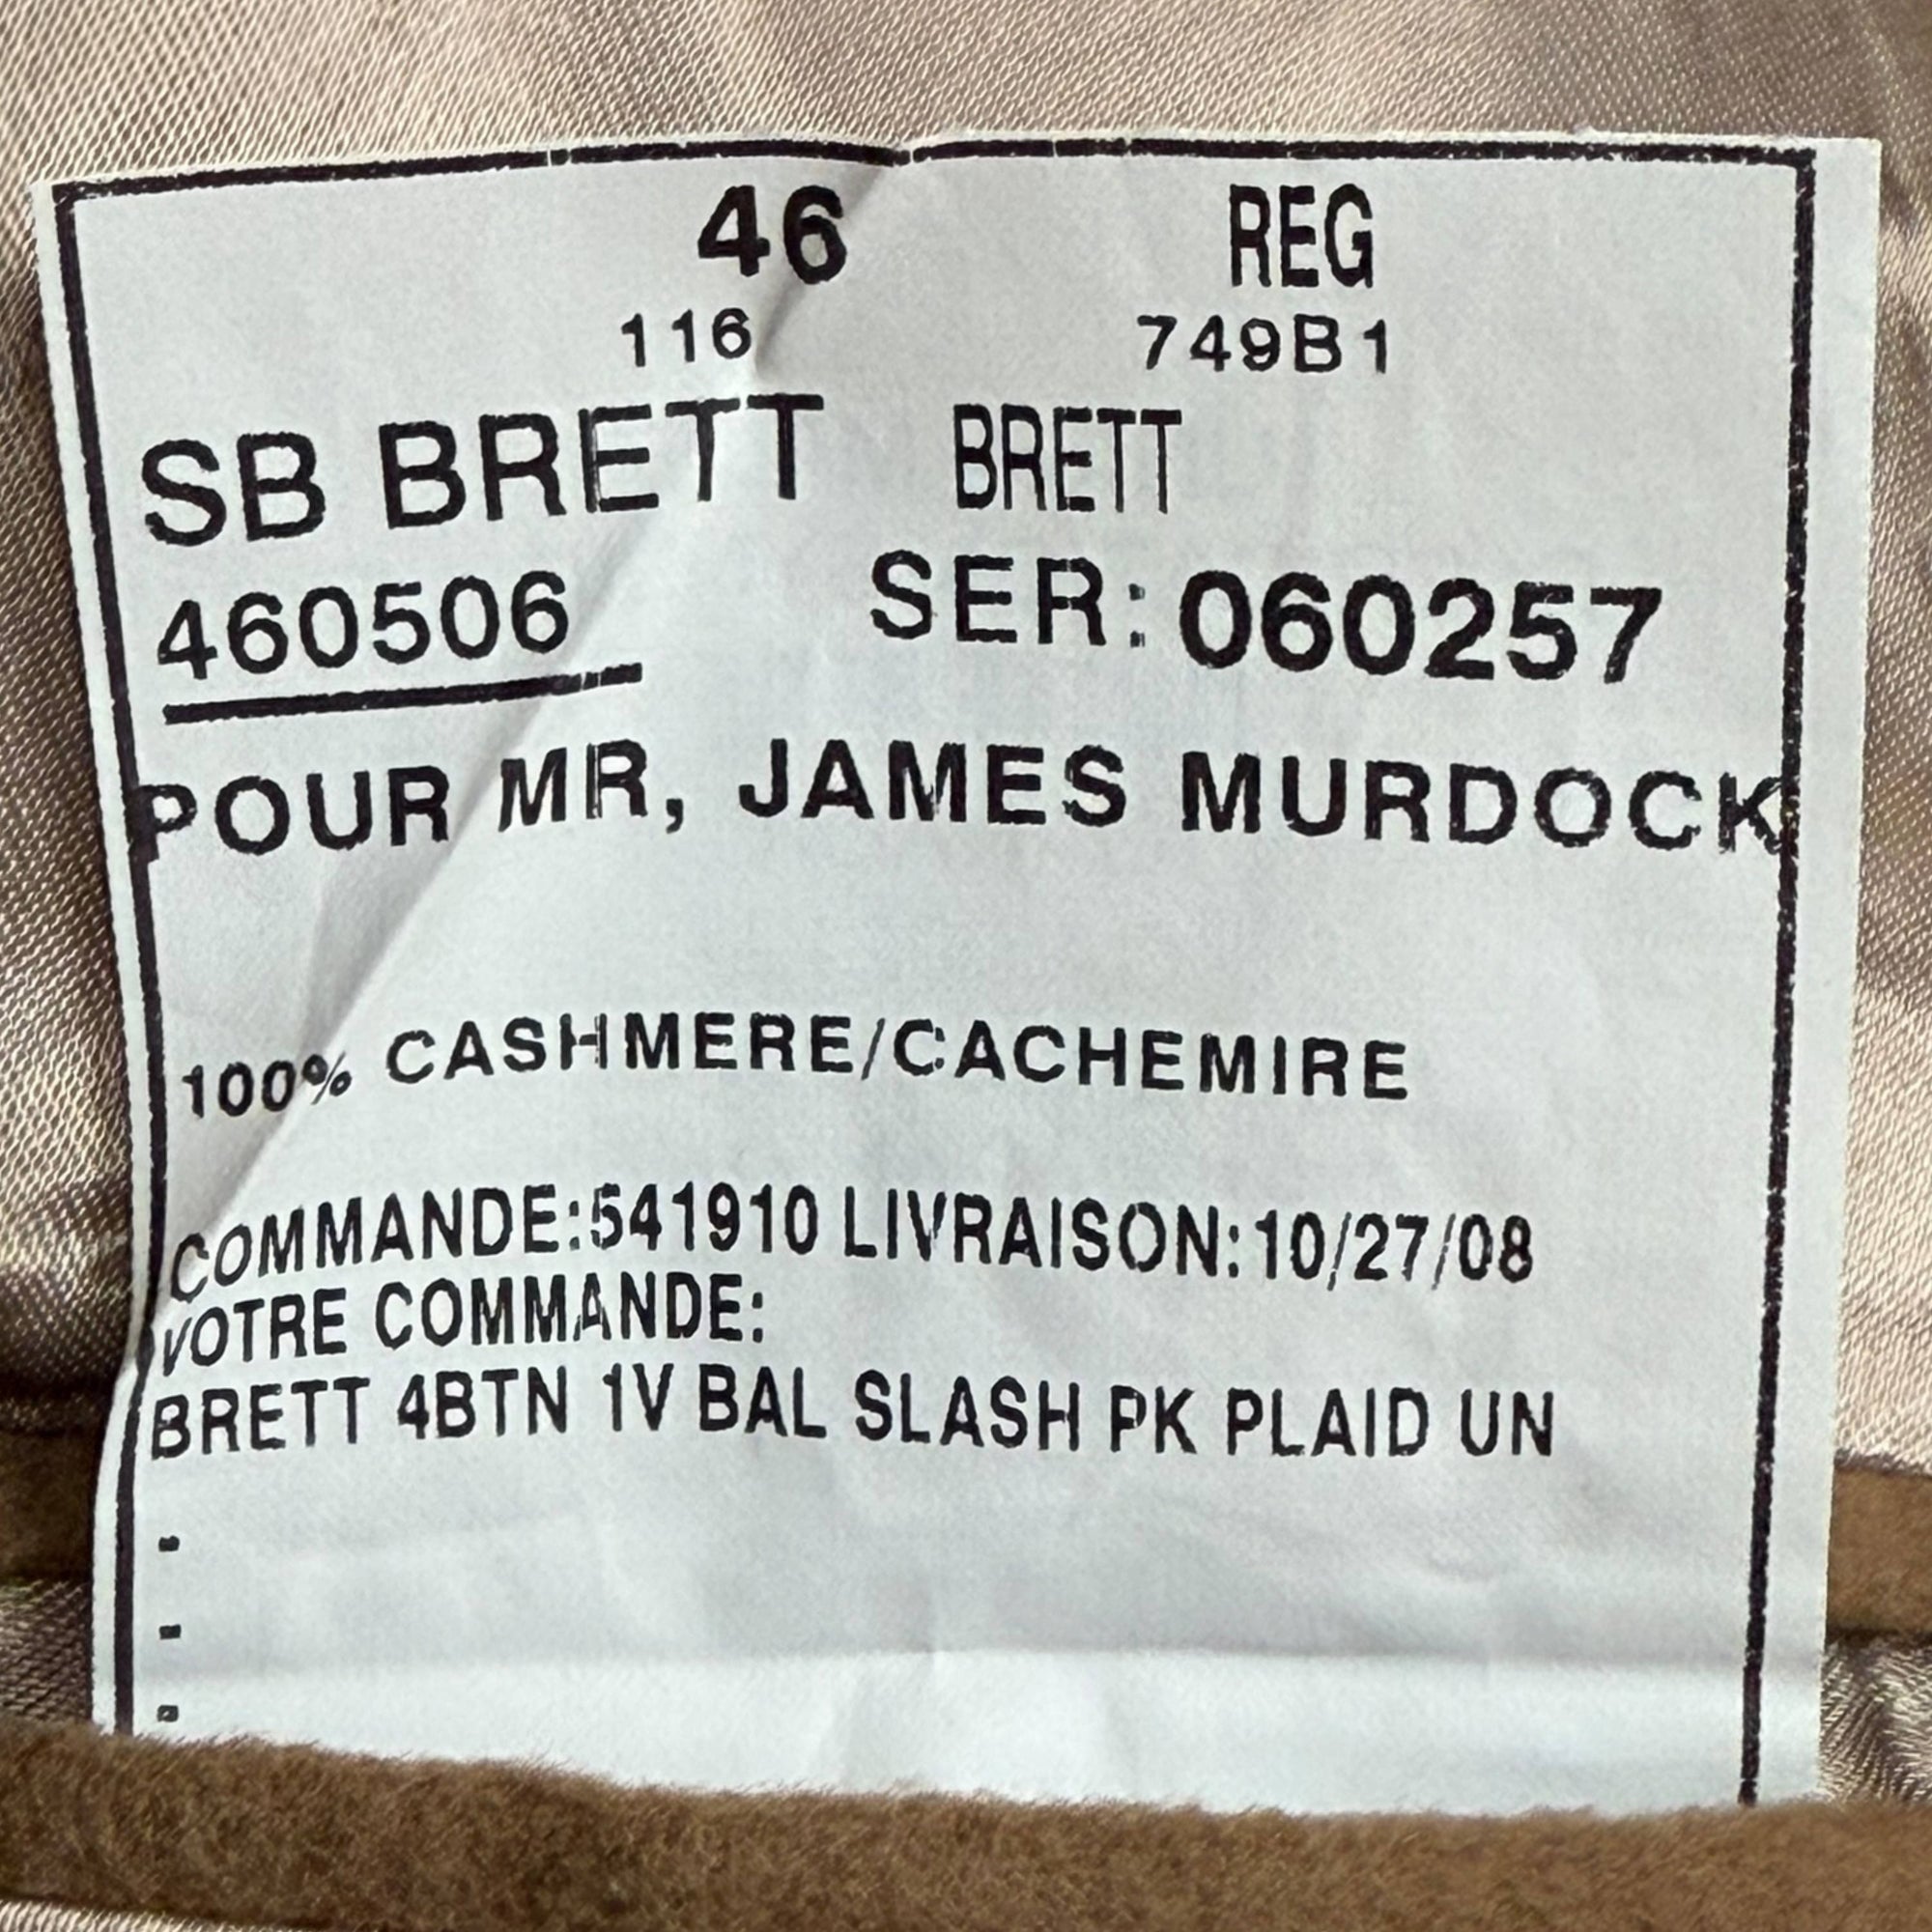 46 REG
116 749B1
SB BRETT BRETT
460506 SER: 060257
POUR MR, JAMES MURDOCK
100% CASHMERE/CACHEMIRE
COMMANDE:541910 LIVRAISON:10/27/08
VOTRE COMMANDE:
BRETT 4BTN 1V BAL SLASH PK PLAID UN
-
-
-